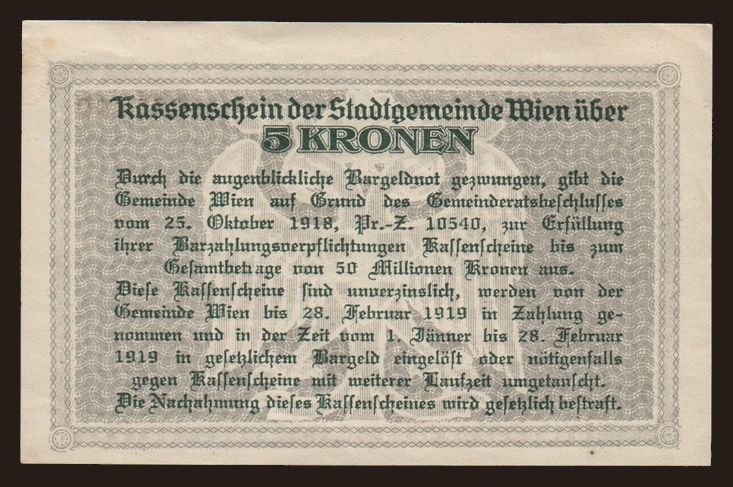 Kassenschein der Stadtgemeinde Wien über
5 KRONEN
Durch die augenblickliche Bargeldnot gezwungen, gibt die
Gemeinde Wien auf Grund des Gemeinderatsbeschlusses
vom 25. Oktober 1918, Pr.-Z. 10540, zur Erfüllung
ihrer Barzahlungsverpflichtungen Kassenscheine bis zum
Gesamtbetrage von 50 Millionen Kronen aus.
Diese Kassenscheine sind unverzinslich, werden von der
Gemeinde Wien bis 28. Februar 1919 in Zahlung ge-
nommen und in der Zeit vom 1. Jänner bis 28. Februar
1919 in gesetzlichem Bargeld eingelöst oder nötigenfalls
gegen Kassenscheine mit weiterer Laufzeit umgetauscht.
Die Nachahmung dieses Kassenscheines wird gesetzlich bestraft.